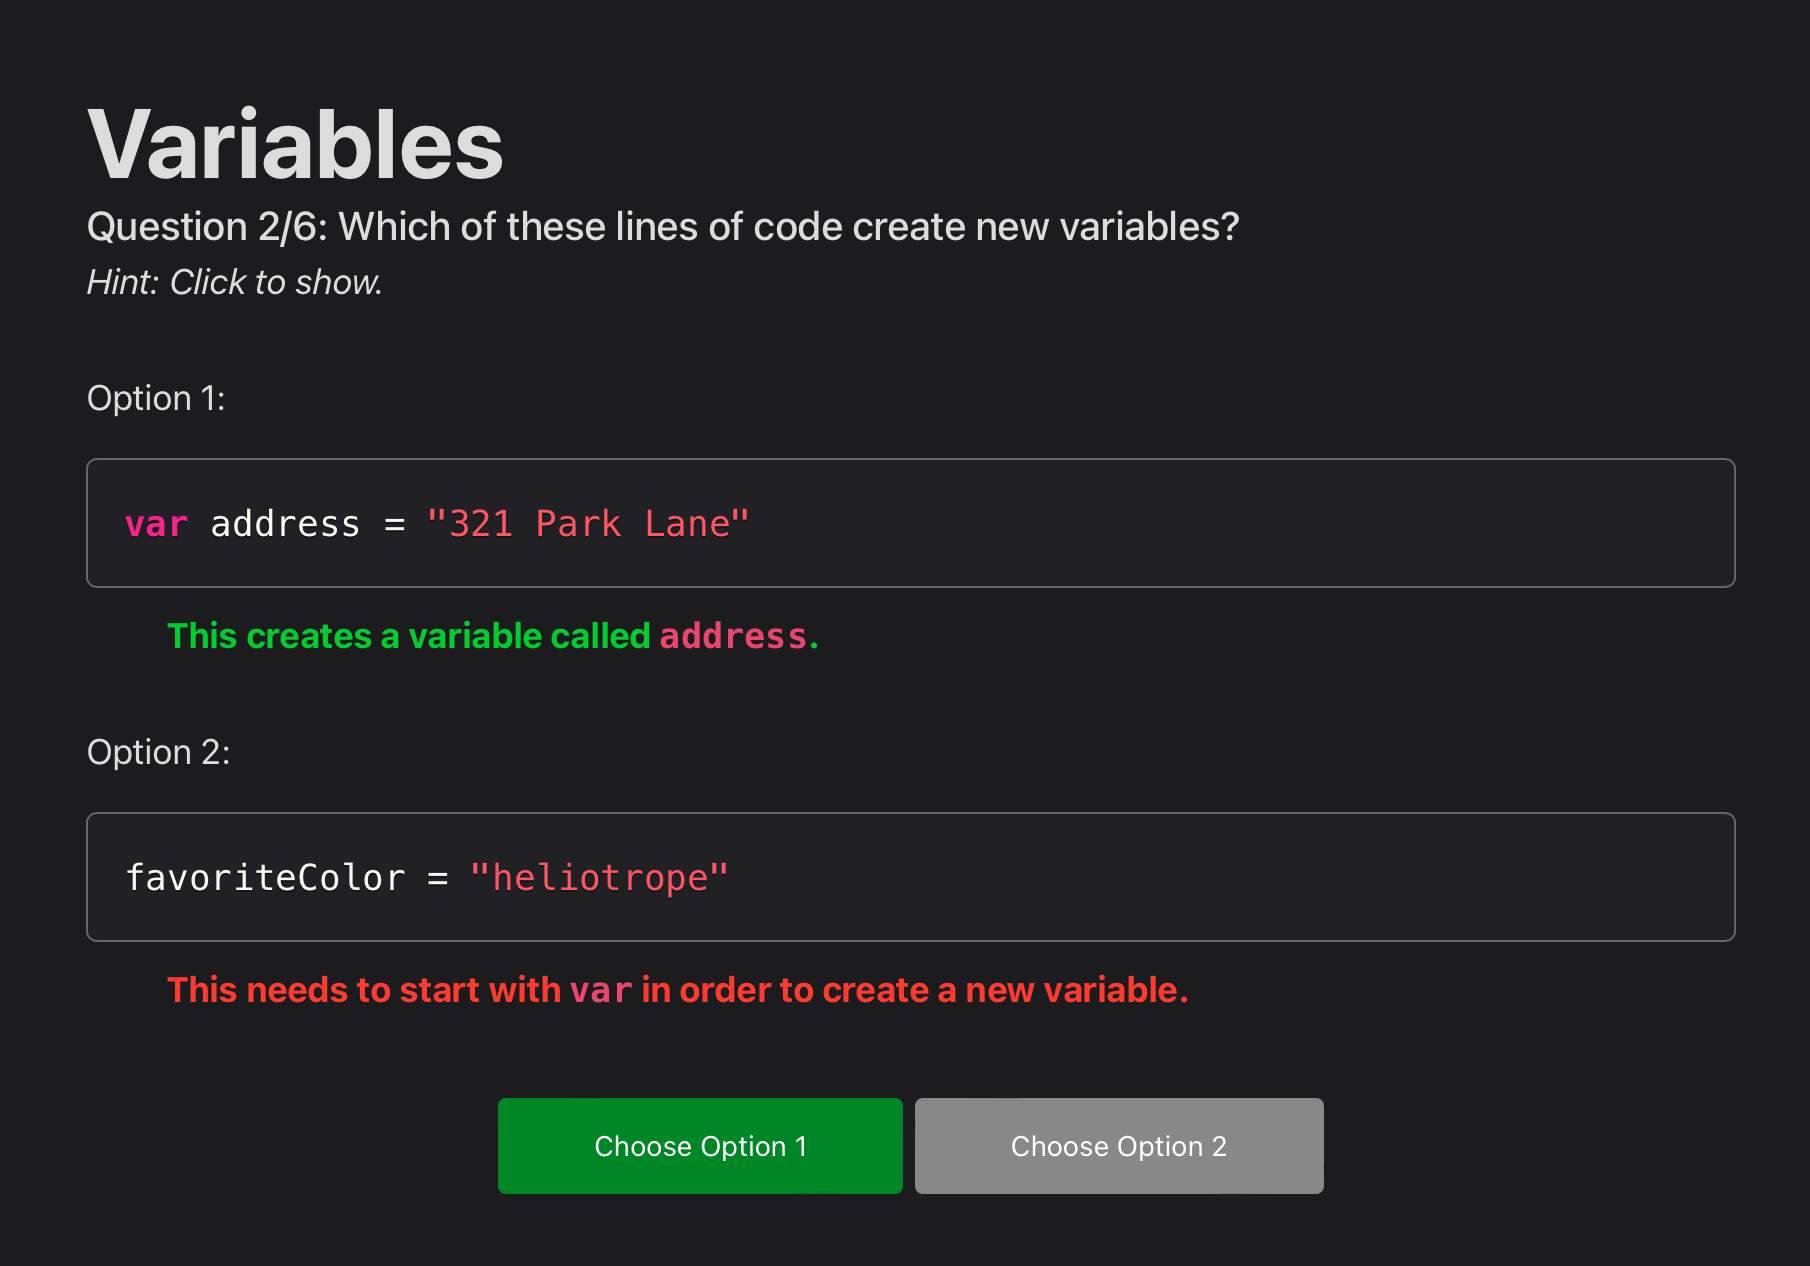 Variables
Question 2/6: Which of these lines of code create new variables?
Hint: Click to show.
Option 1:
var address = "321 Park Lane"
This creates a variable called address.
Option 2:
favoriteColor = "heliotrope"
This needs to start with var in order to create a new variable.
Choose Option 1
Choose Option 2